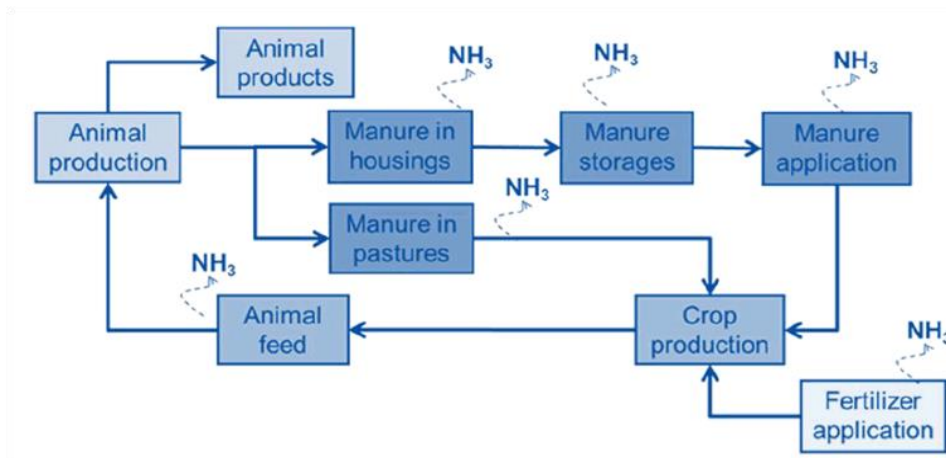 Animal
products
NH₃
NH₃
NH₃
Animal
production
Manure in
housings
Manure
storages
Manure
application
NH₃
Manure in
pastures
NH₃
Animal
feed
Crop
production
NH₃
Fertilizer
application